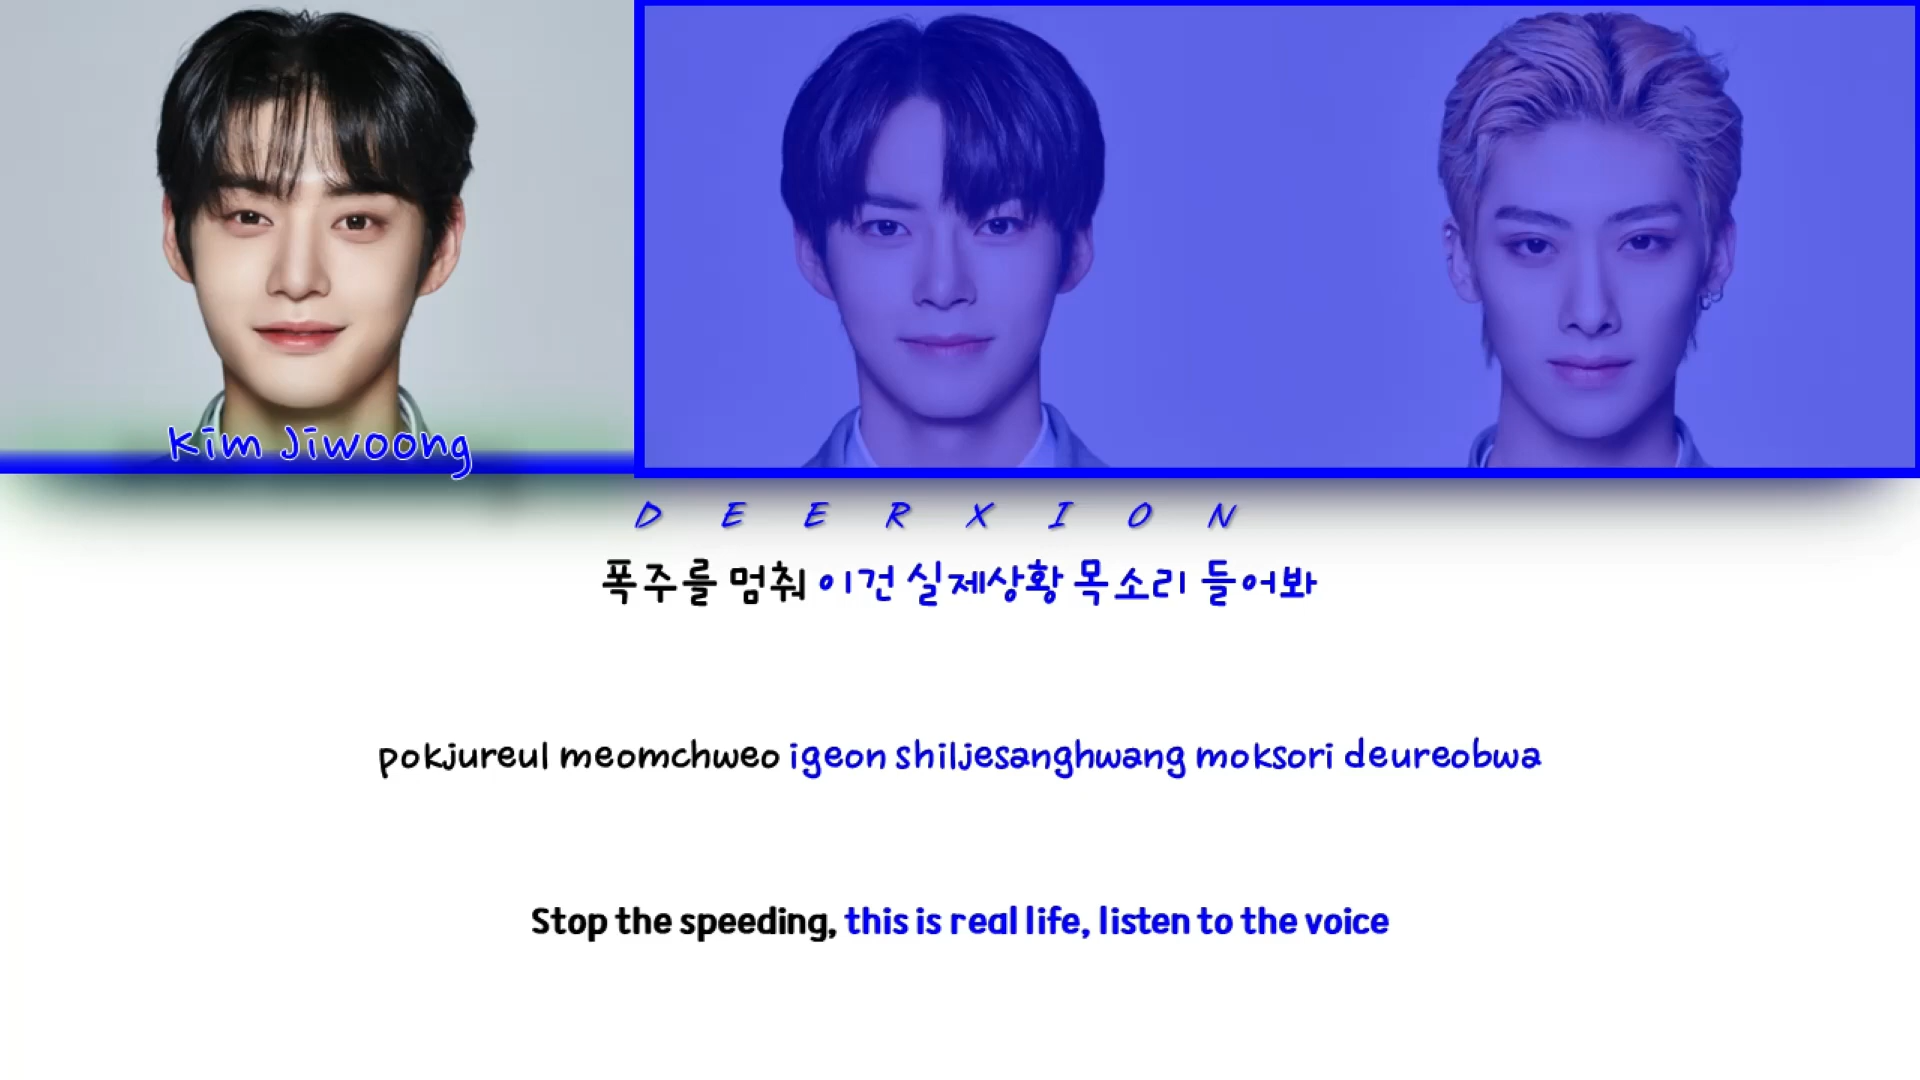 Kim Jiwoong
DEERXION
폭주를 멈춰 이건 실제상황 목소리 들어봐
pokjureul meomchweo igeon shiljesanghwang moksori deureobwa
Stop the speeding, this is real life, listen to the voice